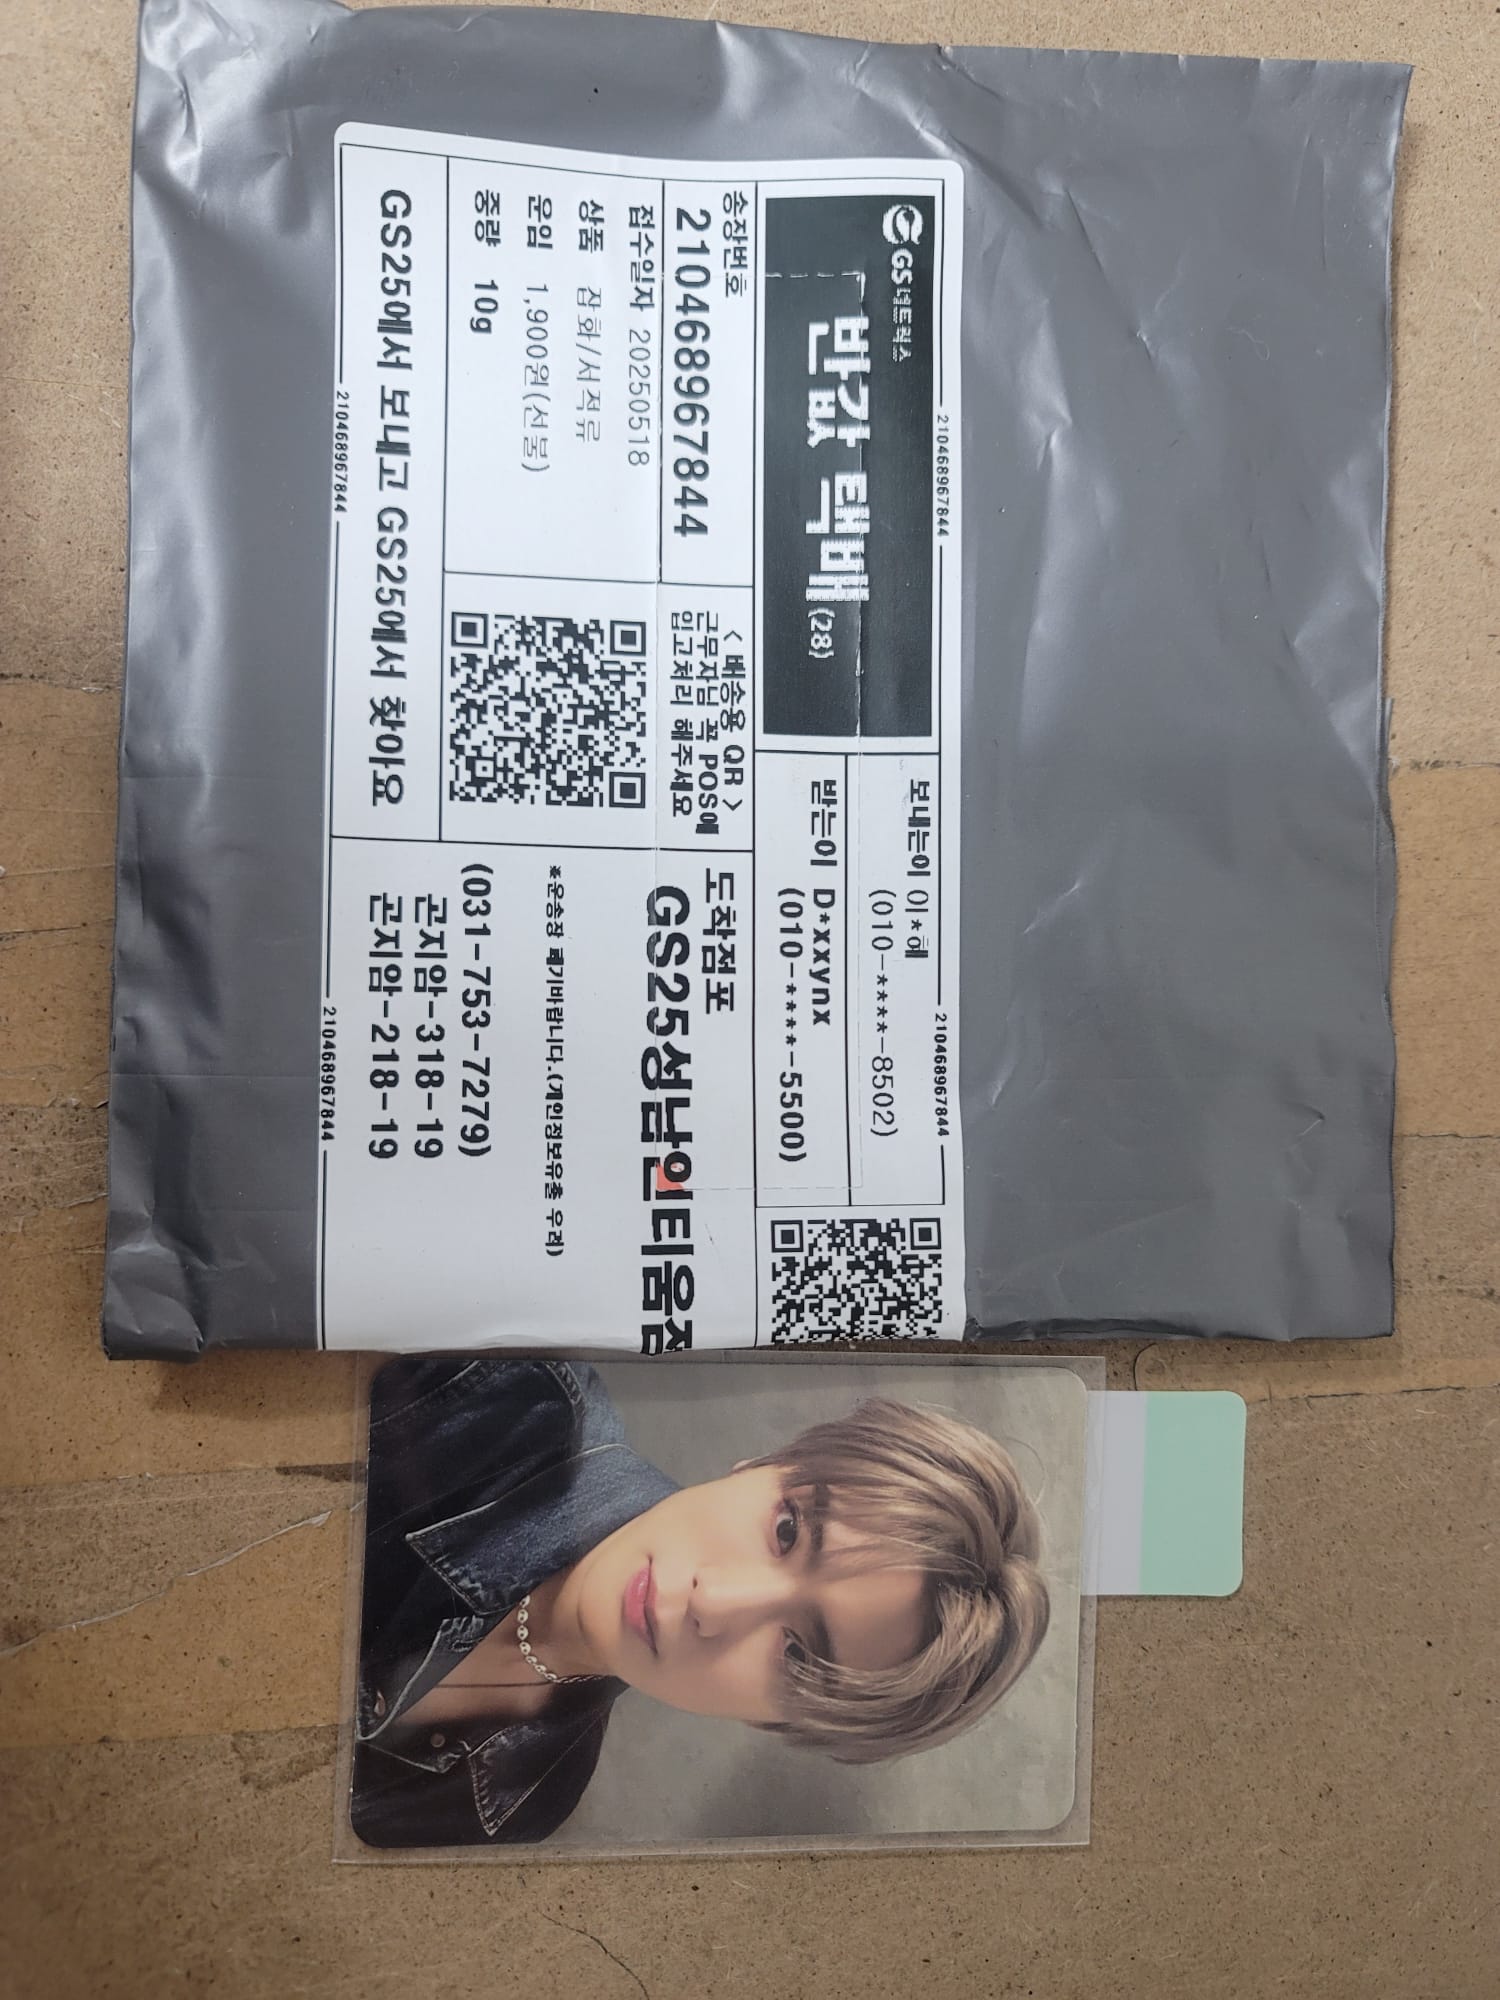 GS 네트웍스
반값 택배(28)
보내는이 이*혜
(010-****-8502)
받는이 D*xxynx
(010-****-5500)
210468967844
210468967844
송장번호
210468967844
접수일자 20250518
상품 잡화/서적류
운임 1,900원(선불)
중량 10g
<배송용 QR>
근무자님 꼭 POS에
입고처리 해주세요
도착점포
GS25성남인티움점
※운송장 폐기바랍니다.(개인정보유출 우려)
(031-753-7279)
곤지암-318-19
곤지암-218-19
GS25에서 보내고 GS25에서 찾아요
210468967844
210468967844